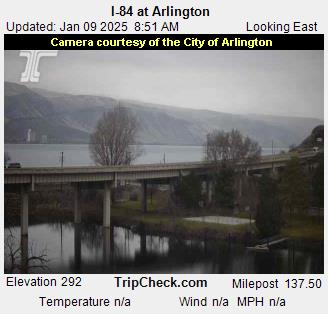 I-84 at Arlington
Updated: Jan 09 2025 8:51 AM Looking East
Camera courtesy of the City of Arlington
Elevation 292 TripCheck.com Milepost 137.50
Temperature n/a Wind n/a MPH n/a